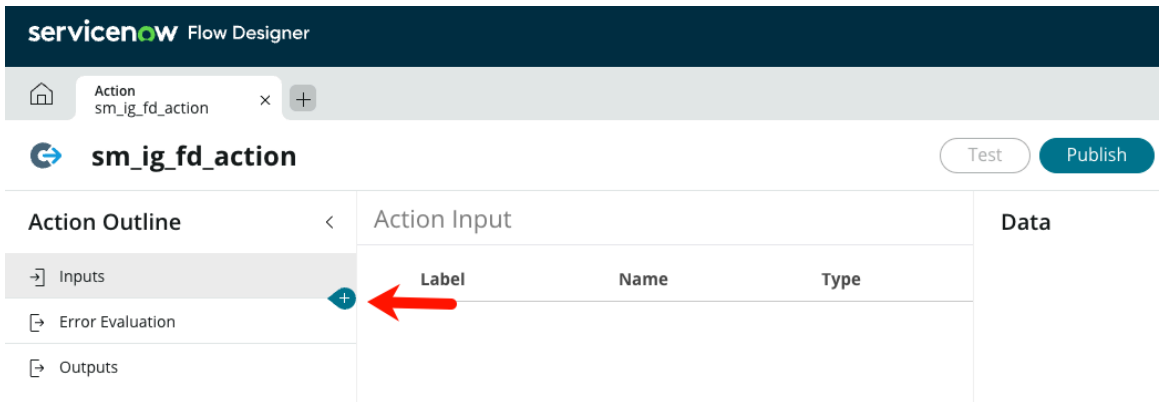 servicenow Flow Designer
Action
sm_ig_fd_action
sm_ig_fd_action
Test
Publish
Action Outline
Action Input
Data
Inputs
Label Name Type
Error Evaluation
Outputs